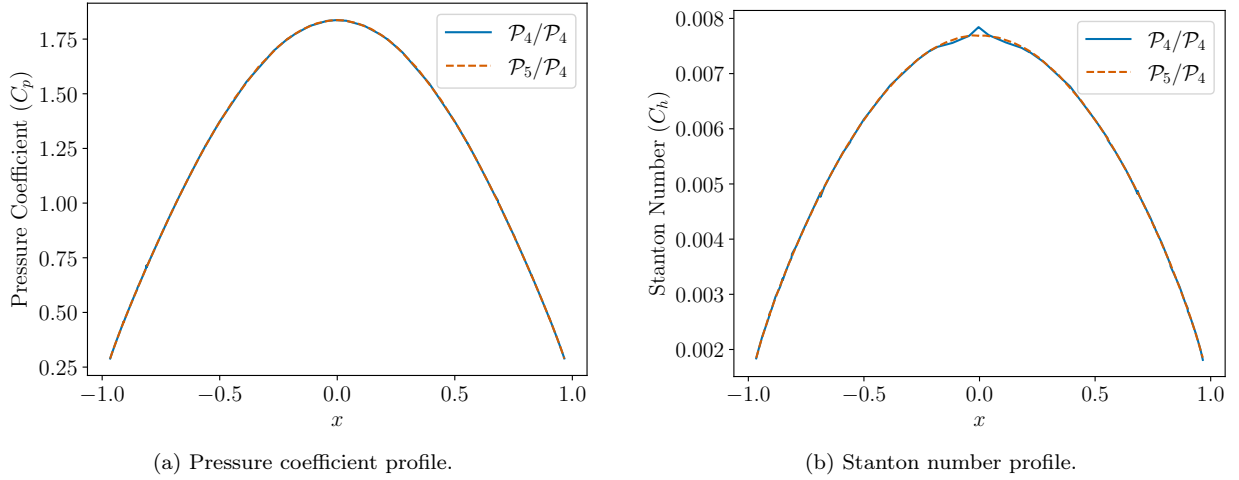 Pressure Coefficient (C_p)
1.75
1.50
1.25
1.00
0.75
0.50
0.25
−1.0 −0.5 0.0 0.5 1.0
x
P_4/P_4
P_5/P_4
(a) Pressure coefficient profile.
Stanton Number (C_h)
0.008
0.007
0.006
0.005
0.004
0.003
0.002
−1.0 −0.5 0.0 0.5 1.0
x
P_4/P_4
P_5/P_4
(b) Stanton number profile.